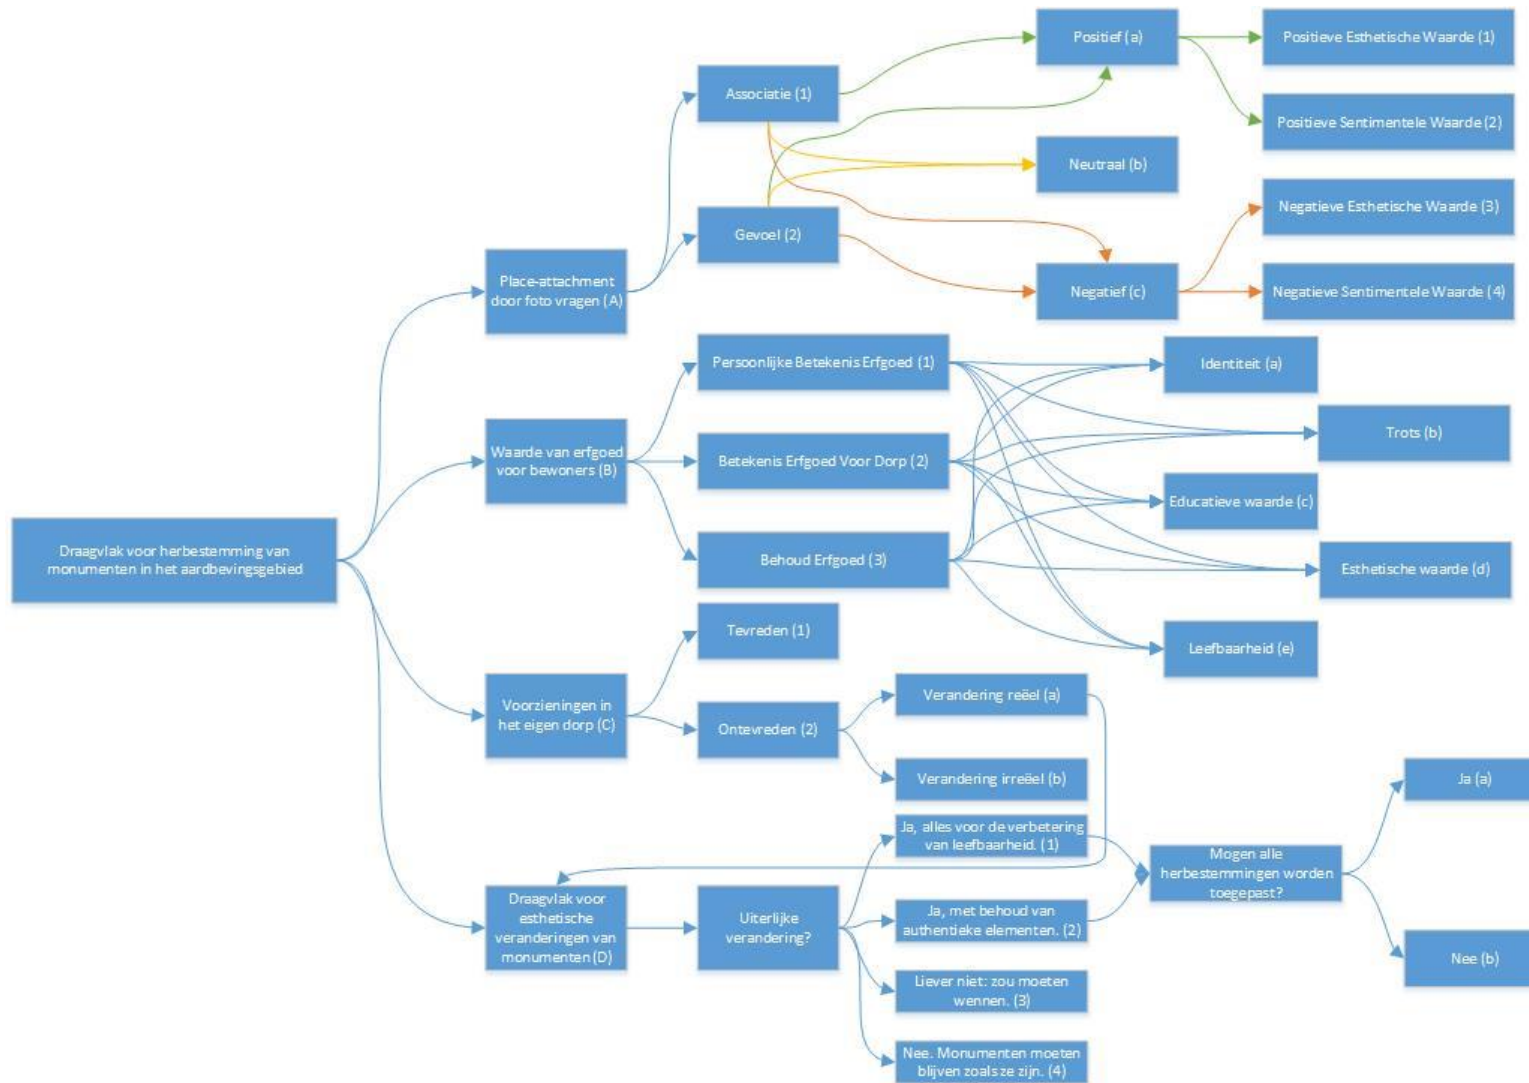 Draagvlak voor herbestemming van
monumenten in het aardbevingsgebied
Place-attachment
door foto vragen (A)
Associatie (1)
Gevoel (2)
Positief (a)
Neutraal (b)
Negatief (c)
Positieve Esthetische Waarde (1)
Positieve Sentimentele Waarde (2)
Negatieve Esthetische Waarde (3)
Negatieve Sentimentele Waarde (4)
Waarde van erfgoed
voor bewoners (B)
Persoonlijke Betekenis Erfgoed (1)
Betekenis Erfgoed Voor Dorp (2)
Behoud Erfgoed (3)
Identiteit (a)
Trots (b)
Educatieve waarde (c)
Esthetische waarde (d)
Leefbaarheid (e)
Voorzieningen in
het eigen dorp (C)
Tevreden (1)
Ontevreden (2)
Verandering reëel (a)
Verandering irreëel (b)
Draagvlak voor
esthetische
veranderingen van
monumenten (D)
Uiterlijke
verandering?
Ja, alles voor de verbetering
van leefbaarheid. (1)
Ja, met behoud van
authentieke elementen. (2)
Liever niet: zou moeten
wennen. (3)
Nee. Monumenten moeten
blijven zoals ze zijn. (4)
Mogen alle
herbestemmingen worden
toegepast?
Ja (a)
Nee (b)